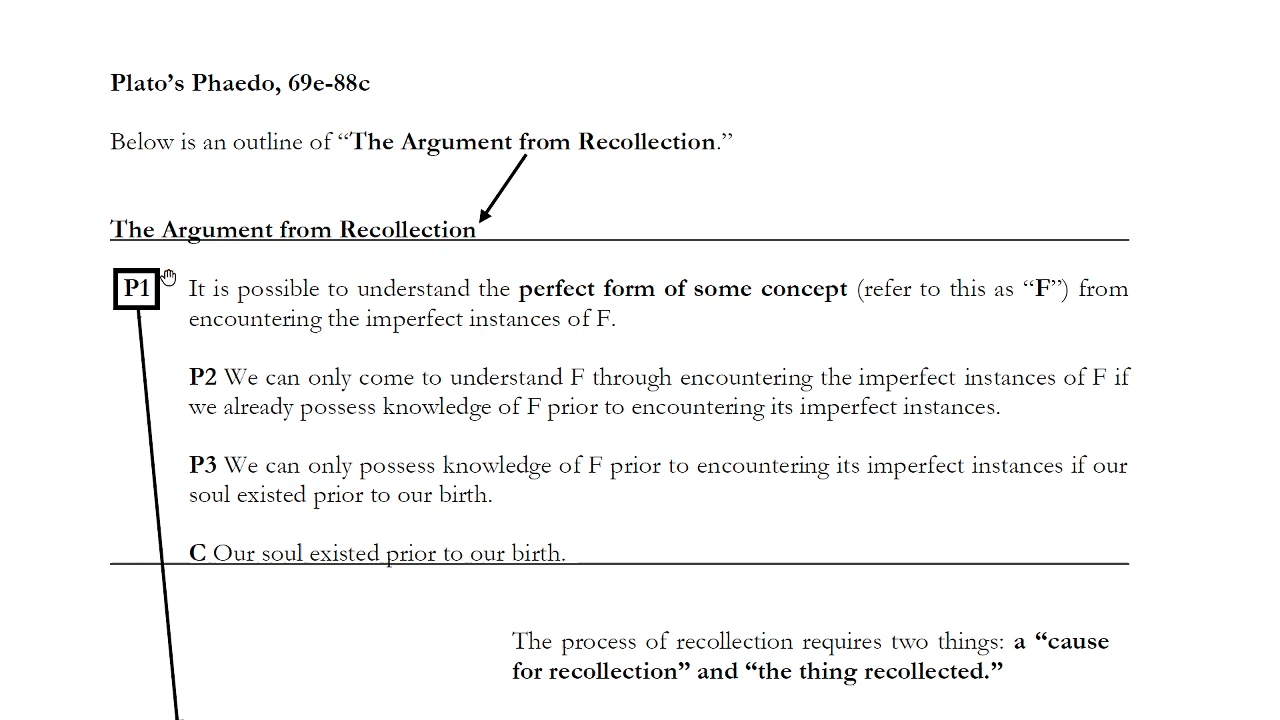 Plato’s Phaedo, 69e-88c
Below is an outline of “The Argument from Recollection.”
The Argument from Recollection
P1 It is possible to understand the perfect form of some concept (refer to this as “F”) from
encountering the imperfect instances of F.
P2 We can only come to understand F through encountering the imperfect instances of F if
we already possess knowledge of F prior to encountering its imperfect instances.
P3 We can only possess knowledge of F prior to encountering its imperfect instances if our
soul existed prior to our birth.
C Our soul existed prior to our birth.
The process of recollection requires two things: a “cause
for recollection” and “the thing recollected.”